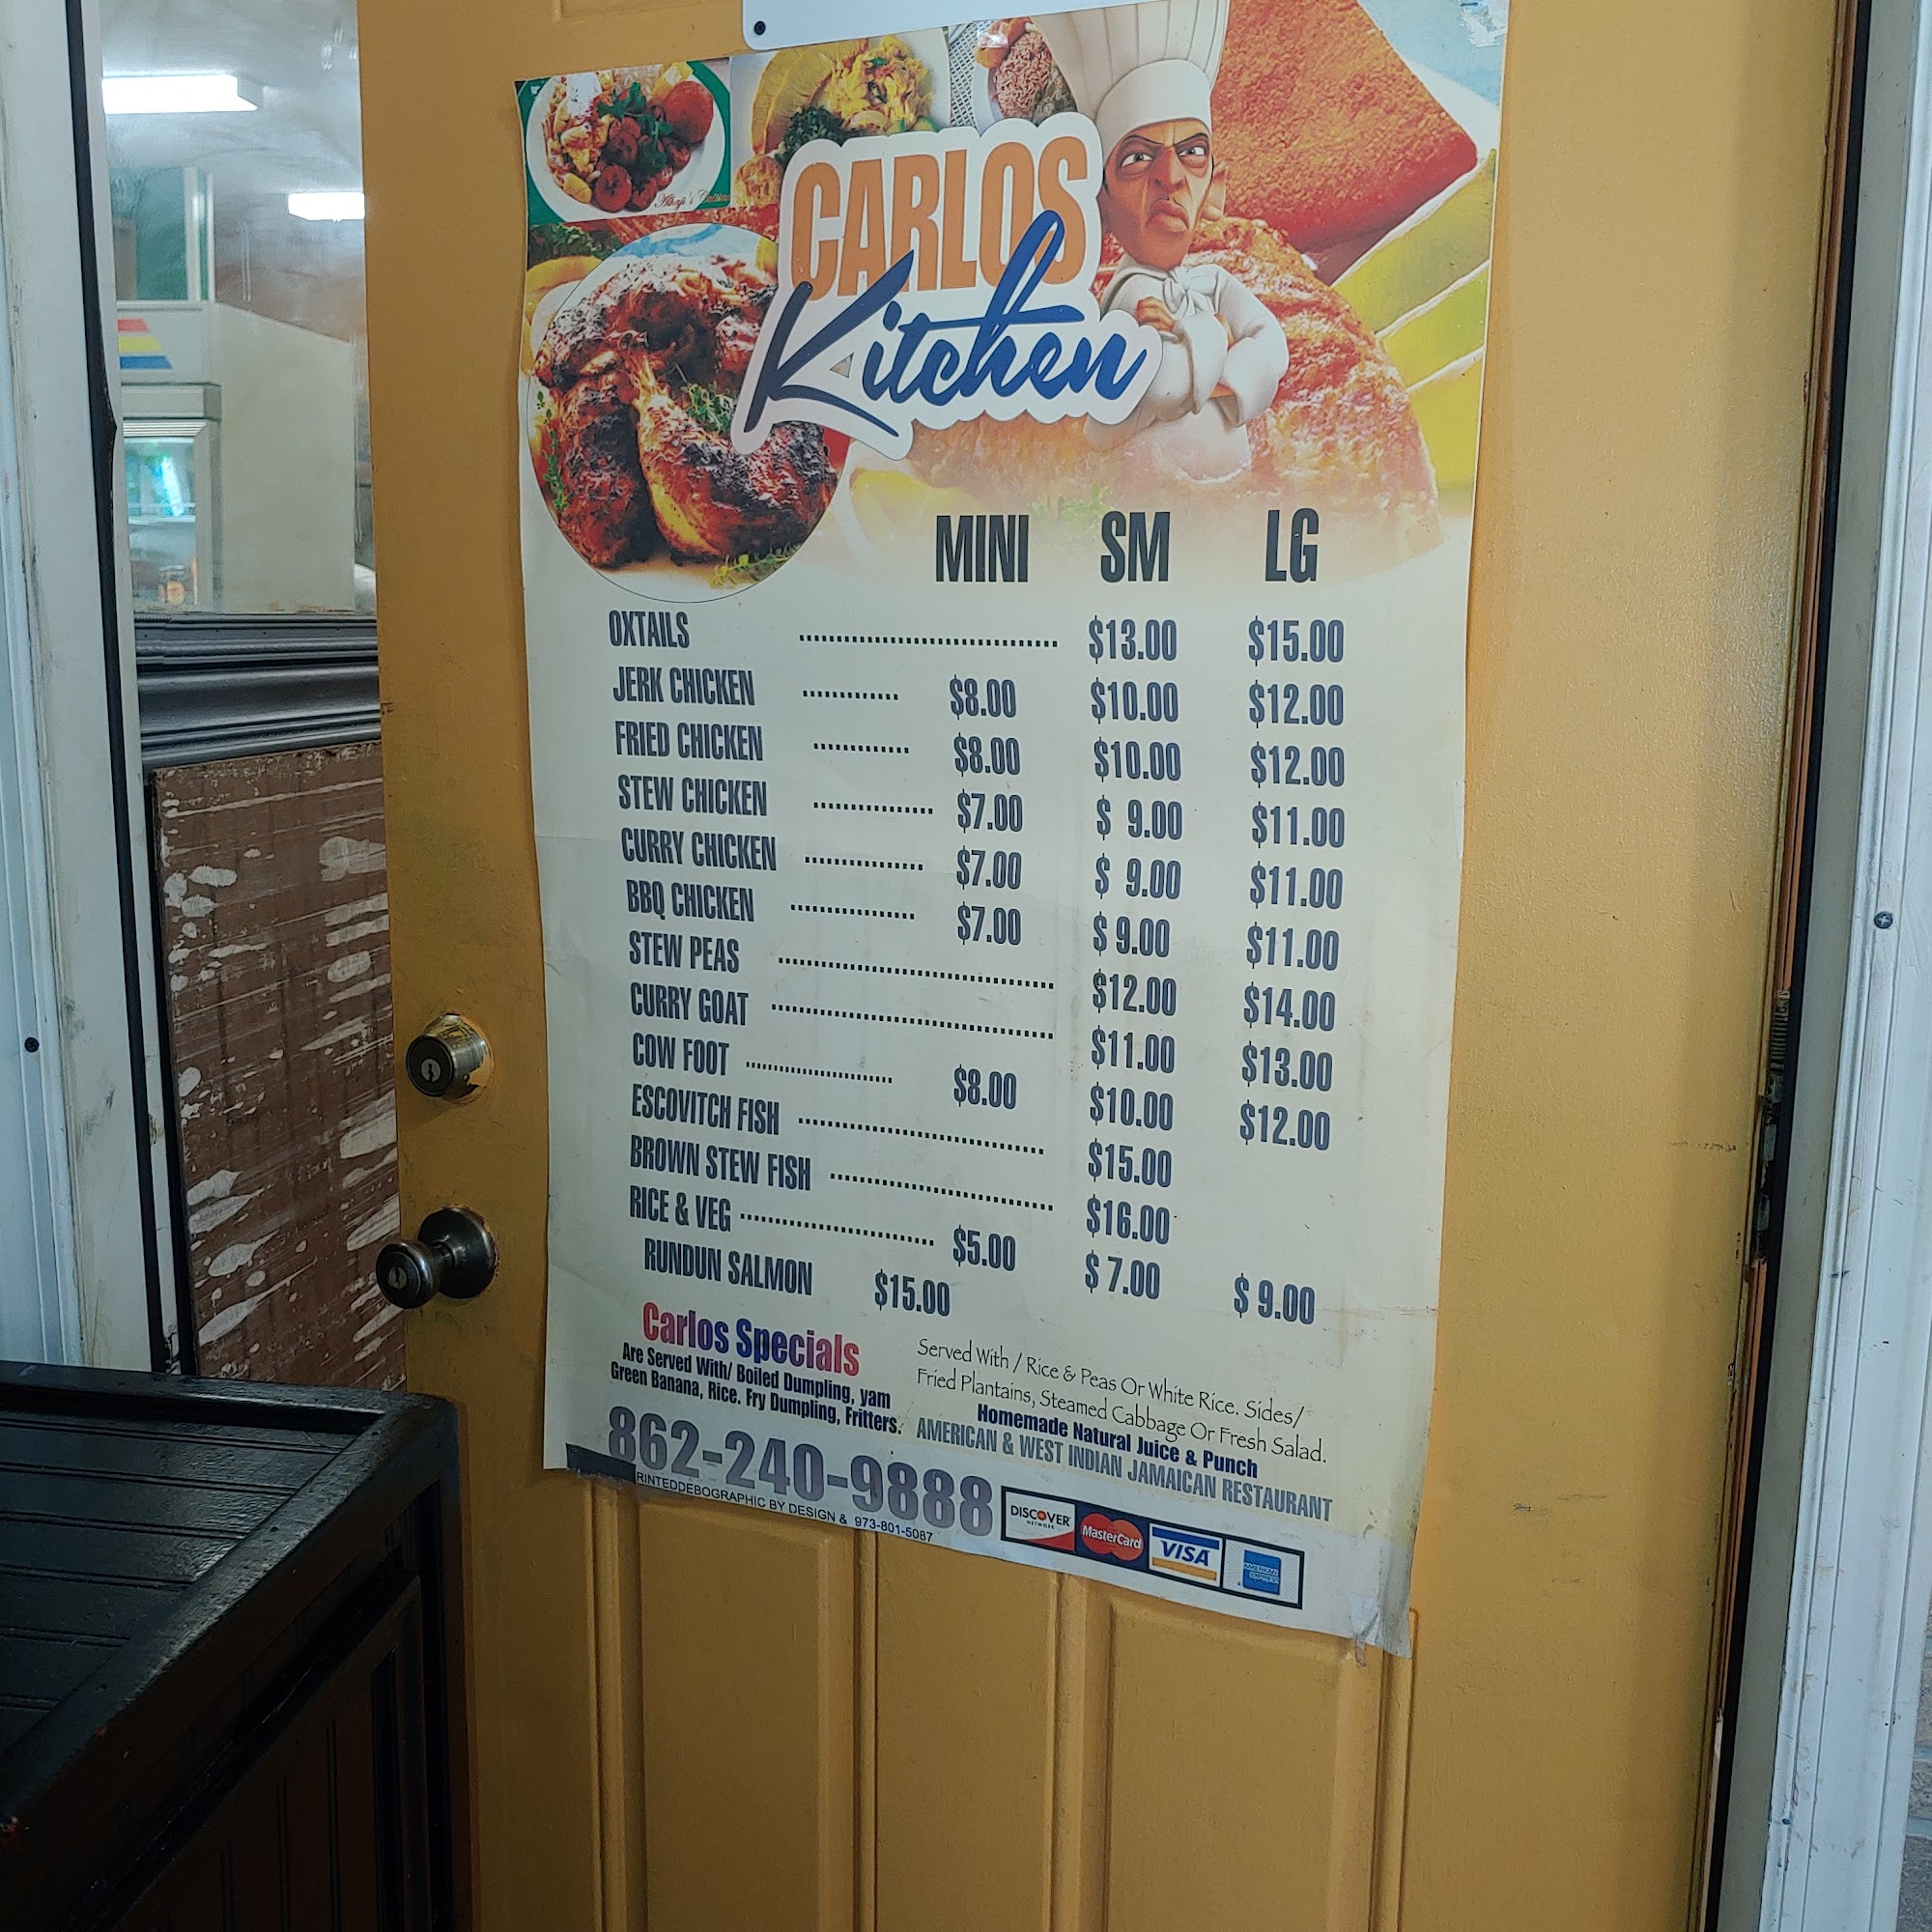 Alhaji's
CARLOS
Kitchen
MINI SM LG
OXTAILS ............................. $13.00 $15.00
JERK CHICKEN ............. $8.00 $10.00 $12.00
FRIED CHICKEN ............. $8.00 $10.00 $12.00
STEW CHICKEN ................ $7.00 $ 9.00 $11.00
CURRY CHICKEN ................ $7.00 $ 9.00 $11.00
BBQ CHICKEN ................. $7.00 $ 9.00 $11.00
STEW PEAS ..................................... $12.00 $14.00
CURRY GOAT ...................................... $11.00 $13.00
COW FOOT ......................... $8.00 $10.00 $12.00
ESCOVITCH FISH .................................. $15.00
BROWN STEW FISH ............................... $16.00
RICE & VEG ............................ $5.00 $ 7.00 $ 9.00
RUNDUN SALMON $15.00
Carlos Specials
Are Served With/ Boiled Dumpling, yam
Green Banana, Rice. Fry Dumpling, Fritters.
Served With / Rice & Peas Or White Rice. Sides/
Fried Plantains, Steamed Cabbage Or Fresh Salad.
Homemade Natural Juice & Punch
AMERICAN & WEST INDIAN JAMAICAN RESTAURANT
862-240-9888
RINTEDDEBOGRAPHIC BY DESIGN & 973-801-5087
DISCOVER
NETWORK
MasterCard
VISA
AMERICAN
EXPRESS